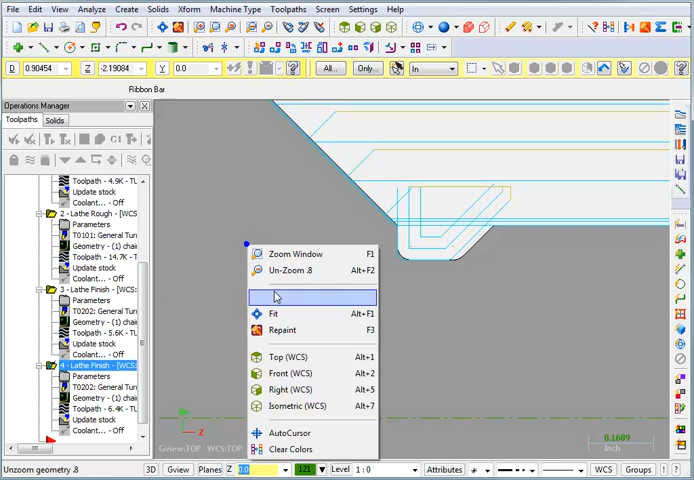 File Edit View Analyze Create Solids Xform Machine Type Toolpaths Screen Settings Help
D 0.90454 Z -2.19084 Y 0.0 All... Only... In
Ribbon Bar
Operations Manager
Toolpaths Solids
G1
Toolpath - 4.9K - TU
Update stock
Coolant... - Off
2 - Lathe Rough - [WCS:
Parameters
T0101: General Turn
Geometry - (1) chain
Toolpath - 14.7K - T
Update stock
Coolant... - Off
3 - Lathe Finish - [WCS:
Parameters
T0202: General Turn
Geometry - (1) chain
Toolpath - 5.6K - TU
Update stock
Coolant... - Off
4 - Lathe Finish - [WCS:
Parameters
T0202: General Turn
Geometry - (1) chain
Toolpath - 6.4K - TU
Update stock
Coolant... - Off
Zoom Window F1
Un-Zoom .8 Alt+F2
Fit Alt+F1
Repaint F3
Top (WCS) Alt+1
Front (WCS) Alt+2
Right (WCS) Alt+5
Isometric (WCS) Alt+7
AutoCursor
Clear Colors
Z
Gview:TOP WCS:TOP
0.1609
Inch
Unzoom geometry .8 3D Gview Planes Z 0.0 121 Level 1 : 0 Attributes WCS Groups ?